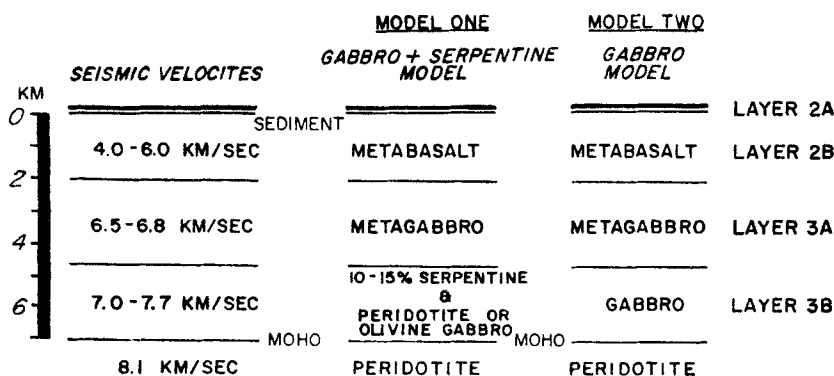 MODEL ONE MODEL TWO
GABBRO + SERPENTINE GABBRO
SEISMIC VELOCITES MODEL MODEL
KM
0 LAYER 2A
SEDIMENT
4.0-6.0 KM/SEC METABASALT METABASALT LAYER 2B
2
6.5-6.8 KM/SEC METAGABBRO METAGABBRO LAYER 3A
4
10-15% SERPENTINE
&
7.0-7.7 KM/SEC PERIDOTITE OR GABBRO LAYER 3B
6
OLIVINE GABBRO
MOHO MOHO
8.1 KM/SEC PERIDOTITE PERIDOTITE